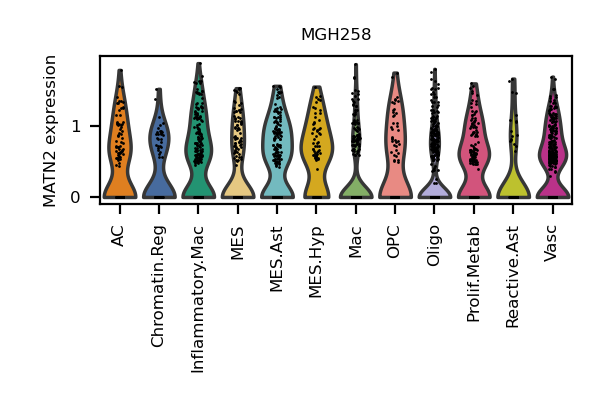 MGH258
MATN2 expression
1
0
AC
Chromatin.Reg
Inflammatory.Mac
MES
MES.Ast
MES.Hyp
Mac
OPC
Oligo
Prolif.Metab
Reactive.Ast
Vasc